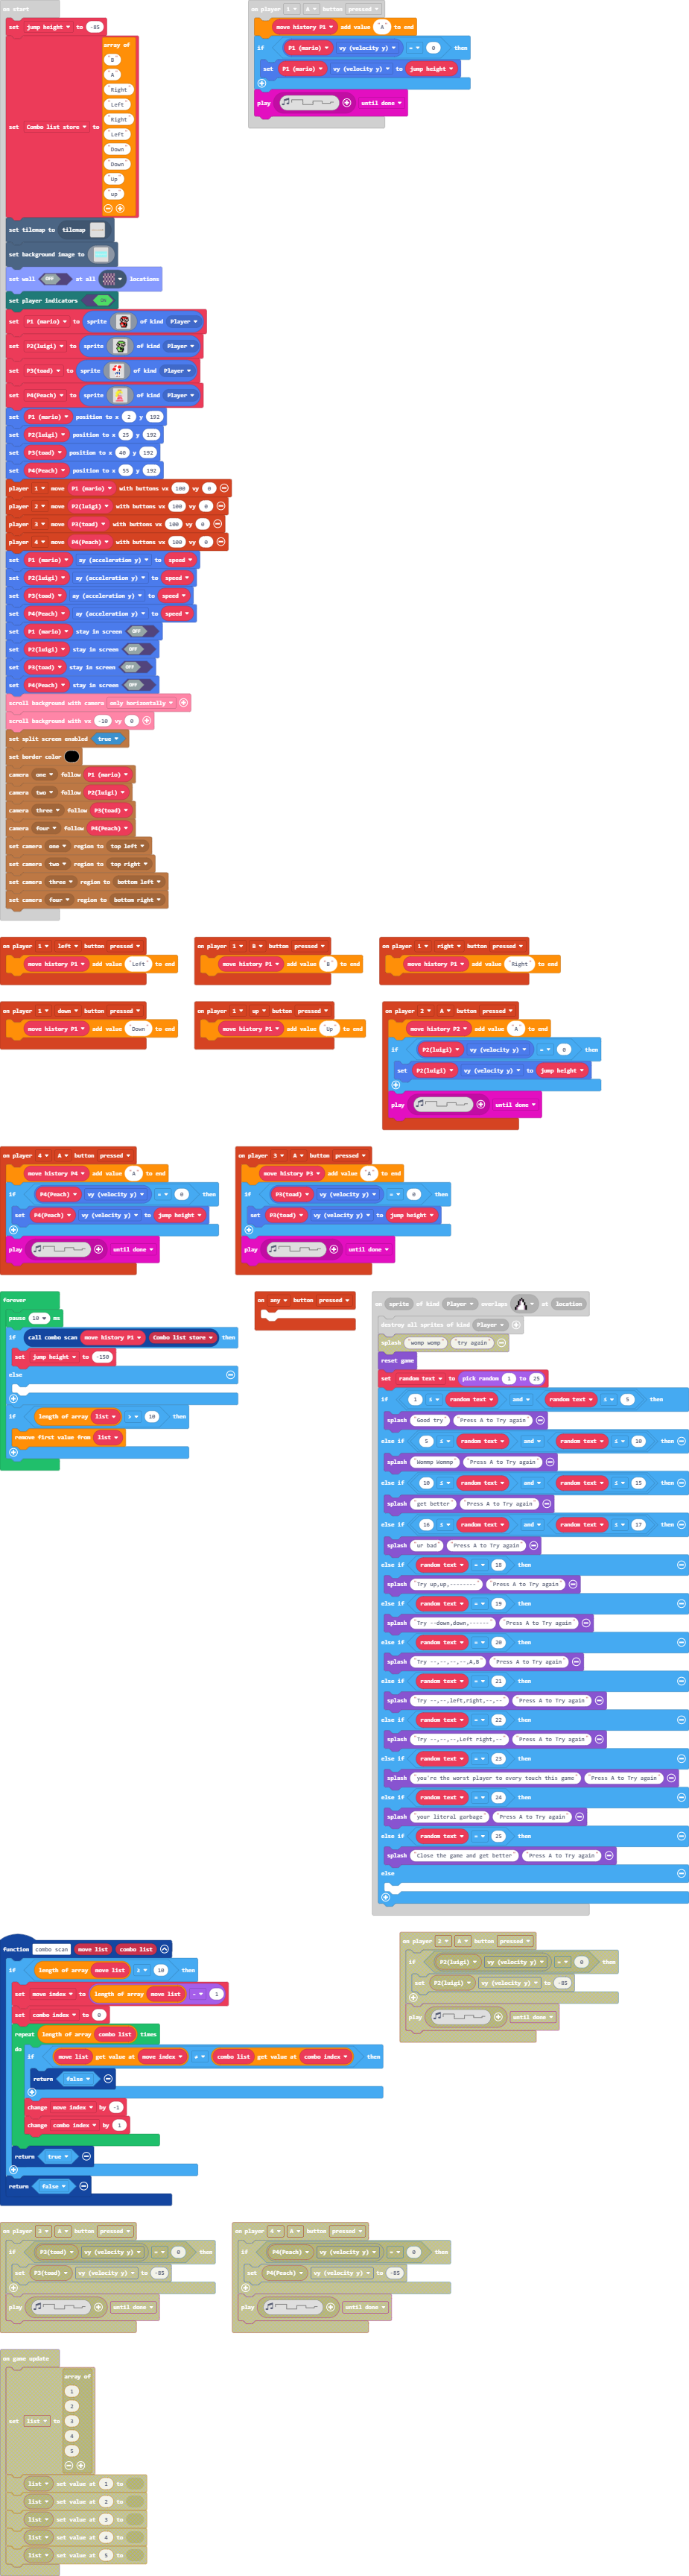 on start
set jump height to -85
set Combo list store to array of
B
A
Right
Left
Right
Left
Down
Down
Up
up
set tilemap to tilemap
set background image to
set wall OFF at all locations
set player indicators ON
set P1 (mario) to sprite of kind Player
set P2(luigi) to sprite of kind Player
set P3(toad) to sprite of kind Player
set P4(Peach) to sprite of kind Player
set P1 (mario) position to x 2 y 192
set P2(luigi) position to x 25 y 192
set P3(toad) position to x 40 y 192
set P4(Peach) position to x 55 y 192
player 1 move P1 (mario) with buttons vx 100 vy 0
player 2 move P2(luigi) with buttons vx 100 vy 0
player 3 move P3(toad) with buttons vx 100 vy 0
player 4 move P4(Peach) with buttons vx 100 vy 0
set P1 (mario) ay (acceleration y) to speed
set P2(luigi) ay (acceleration y) to speed
set P3(toad) ay (acceleration y) to speed
set P4(Peach) ay (acceleration y) to speed
set P1 (mario) stay in screen OFF
set P2(luigi) stay in screen OFF
set P3(toad) stay in screen OFF
set P4(Peach) stay in screen OFF
scroll background with camera only horizontally
scroll background with vx -10 vy 0
set split screen enabled true
set border color
camera one follow P1 (mario)
camera two follow P2(luigi)
camera three follow P3(toad)
camera four follow P4(Peach)
set camera one region to top left
set camera two region to top right
set camera three region to bottom left
set camera four region to bottom right
on player 1 A button pressed
move history P1 add value "A" to end
if P1 (mario) vy (velocity y) = 0 then
set P1 (mario) vy (velocity y) to jump height
play until done
on player 1 left button pressed
move history P1 add value "Left" to end
on player 1 B button pressed
move history P1 add value "B" to end
on player 1 right button pressed
move history P1 add value "Right" to end
on player 1 down button pressed
move history P1 add value "Down" to end
on player 1 up button pressed
move history P1 add value "Up" to end
on player 2 A button pressed
move history P2 add value "A" to end
if P2(luigi) vy (velocity y) = 0 then
set P2(luigi) vy (velocity y) to jump height
play until done
on player 4 A button pressed
move history P4 add value "A" to end
if P4(Peach) vy (velocity y) = 0 then
set P4(Peach) vy (velocity y) to jump height
play until done
on player 3 A button pressed
move history P3 add value "A" to end
if P3(toad) vy (velocity y) = 0 then
set P3(toad) vy (velocity y) to jump height
play until done
forever
pause 10 ms
if call combo scan move history P1 Combo list store then
set jump height to -150
else
if length of array list > 10 then
remove first value from list
on any button pressed
on sprite of kind Player overlaps at location
destroy all sprites of kind Player
splash "womp womp" "try again"
reset game
set random text to pick random 1 to 25
if 1 ≤ random text and random text ≤ 5 then
splash "Good try" "Press A to Try again"
else if 5 ≤ random text and random text ≤ 10 then
splash "Wommp Wommp" "Press A to Try again"
else if 10 ≤ random text and random text ≤ 15 then
splash "get better" "Press A to Try again"
else if 16 ≤ random text and random text ≤ 17 then
splash "ur bad" "Press A to Try again"
else if random text = 18 then
splash "Try up,up,--------" "Press A to Try again"
else if random text = 19 then
splash "Try --down,down,------" "Press A to Try again"
else if random text = 20 then
splash "Try --,--,--,--,A,B" "Press A to Try again"
else if random text = 21 then
splash "Try --,--,left,right,--,--" "Press A to Try again"
else if random text = 22 then
splash "Try --,--,--,Left right,--" "Press A to Try again"
else if random text = 23 then
splash "you're the worst player to every touch this game" "Press A to Try again"
else if random text = 24 then
splash "your literal garbage" "Press A to Try again"
else if random text = 25 then
splash "Close the game and get better" "Press A to Try again"
else
function combo scan move list combo list
if length of array move list ≥ 10 then
set move index to length of array move list - 1
set combo index to 0
repeat length of array combo list times
do if move list get value at move index ≠ combo list get value at combo index then
return false
change move index by -1
change combo index by 1
return true
return false
on player 2 A button pressed
if P2(luigi) vy (velocity y) = 0 then
set P2(luigi) vy (velocity y) to -85
play until done
on player 3 A button pressed
if P3(toad) vy (velocity y) = 0 then
set P3(toad) vy (velocity y) to -85
play until done
on player 4 A button pressed
if P4(Peach) vy (velocity y) = 0 then
set P4(Peach) vy (velocity y) to -85
play until done
on game update
set list to array of
1
2
3
4
5
list set value at 1 to
list set value at 2 to
list set value at 3 to
list set value at 4 to
list set value at 5 to